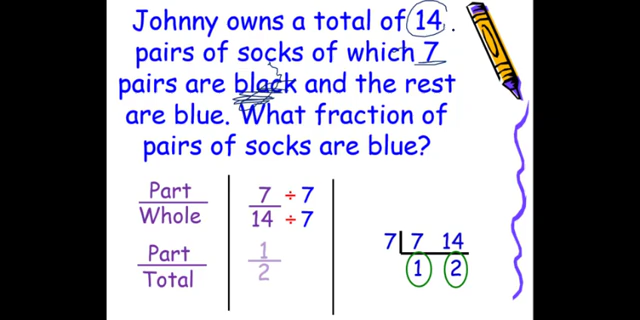 Johnny owns a total of 14.
pairs of socks of which 7
pairs are black and the rest
are blue. What fraction of
pairs of socks are blue?
Part
Whole
7 ÷ 7
14 ÷ 7
Part
Total
1
2
7 7 14
1 2